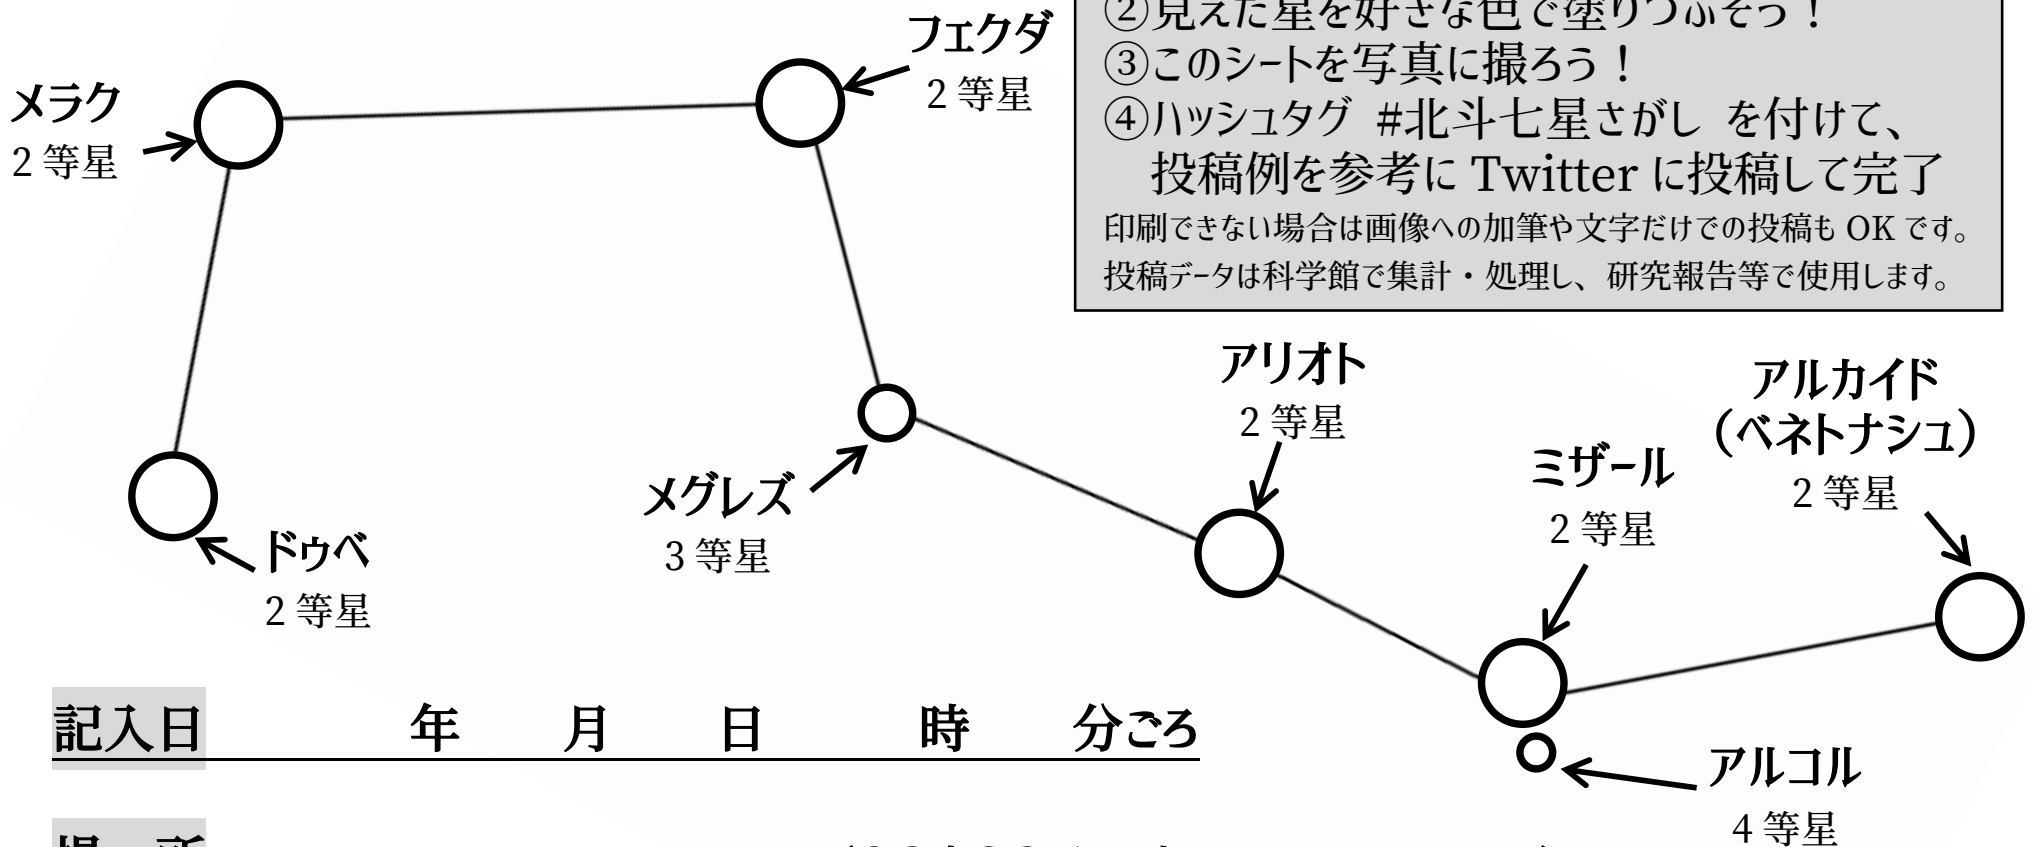 ②見えた星を好きな色で塗りつぶそう！
③このシートを写真に撮ろう！
④ハッシュタグ #北斗七星さがし を付けて、
投稿例を参考に Twitter に投稿して完了
印刷できない場合は画像への加筆や文字だけでの投稿も OK です。
投稿データは科学館で集計・処理し、研究報告等で使用します。
フェクダ
2 等星
メラク
2 等星
アリオト
2 等星
アルカイド
（ベネトナシュ）
2 等星
ミザール
2 等星
メグレズ
3 等星
ドゥベ
2 等星
記入日 年 月 日 時 分ごろ
アルコル
4 等星
場 所